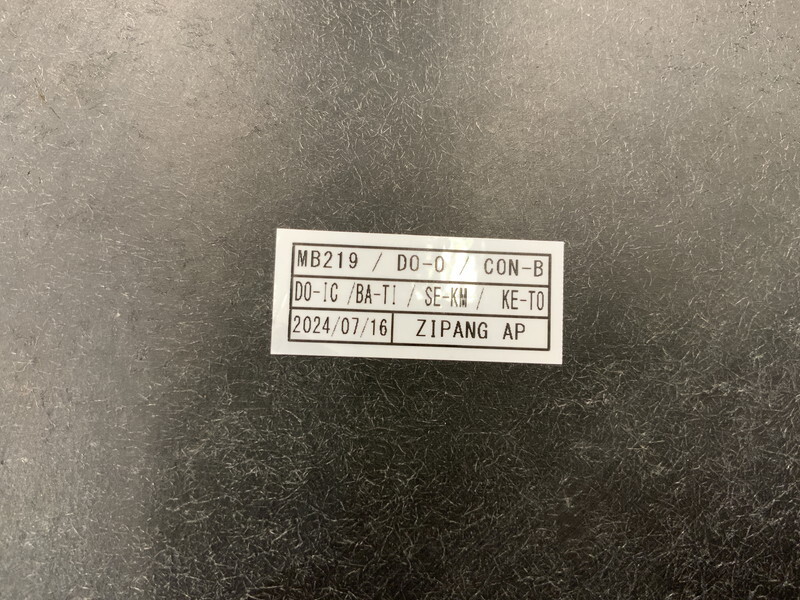 MB219 / DO-O / CON-B
DO-IC /BA-TI / SE-KM / KE-TO
2024/07/16 ZIPANG AP